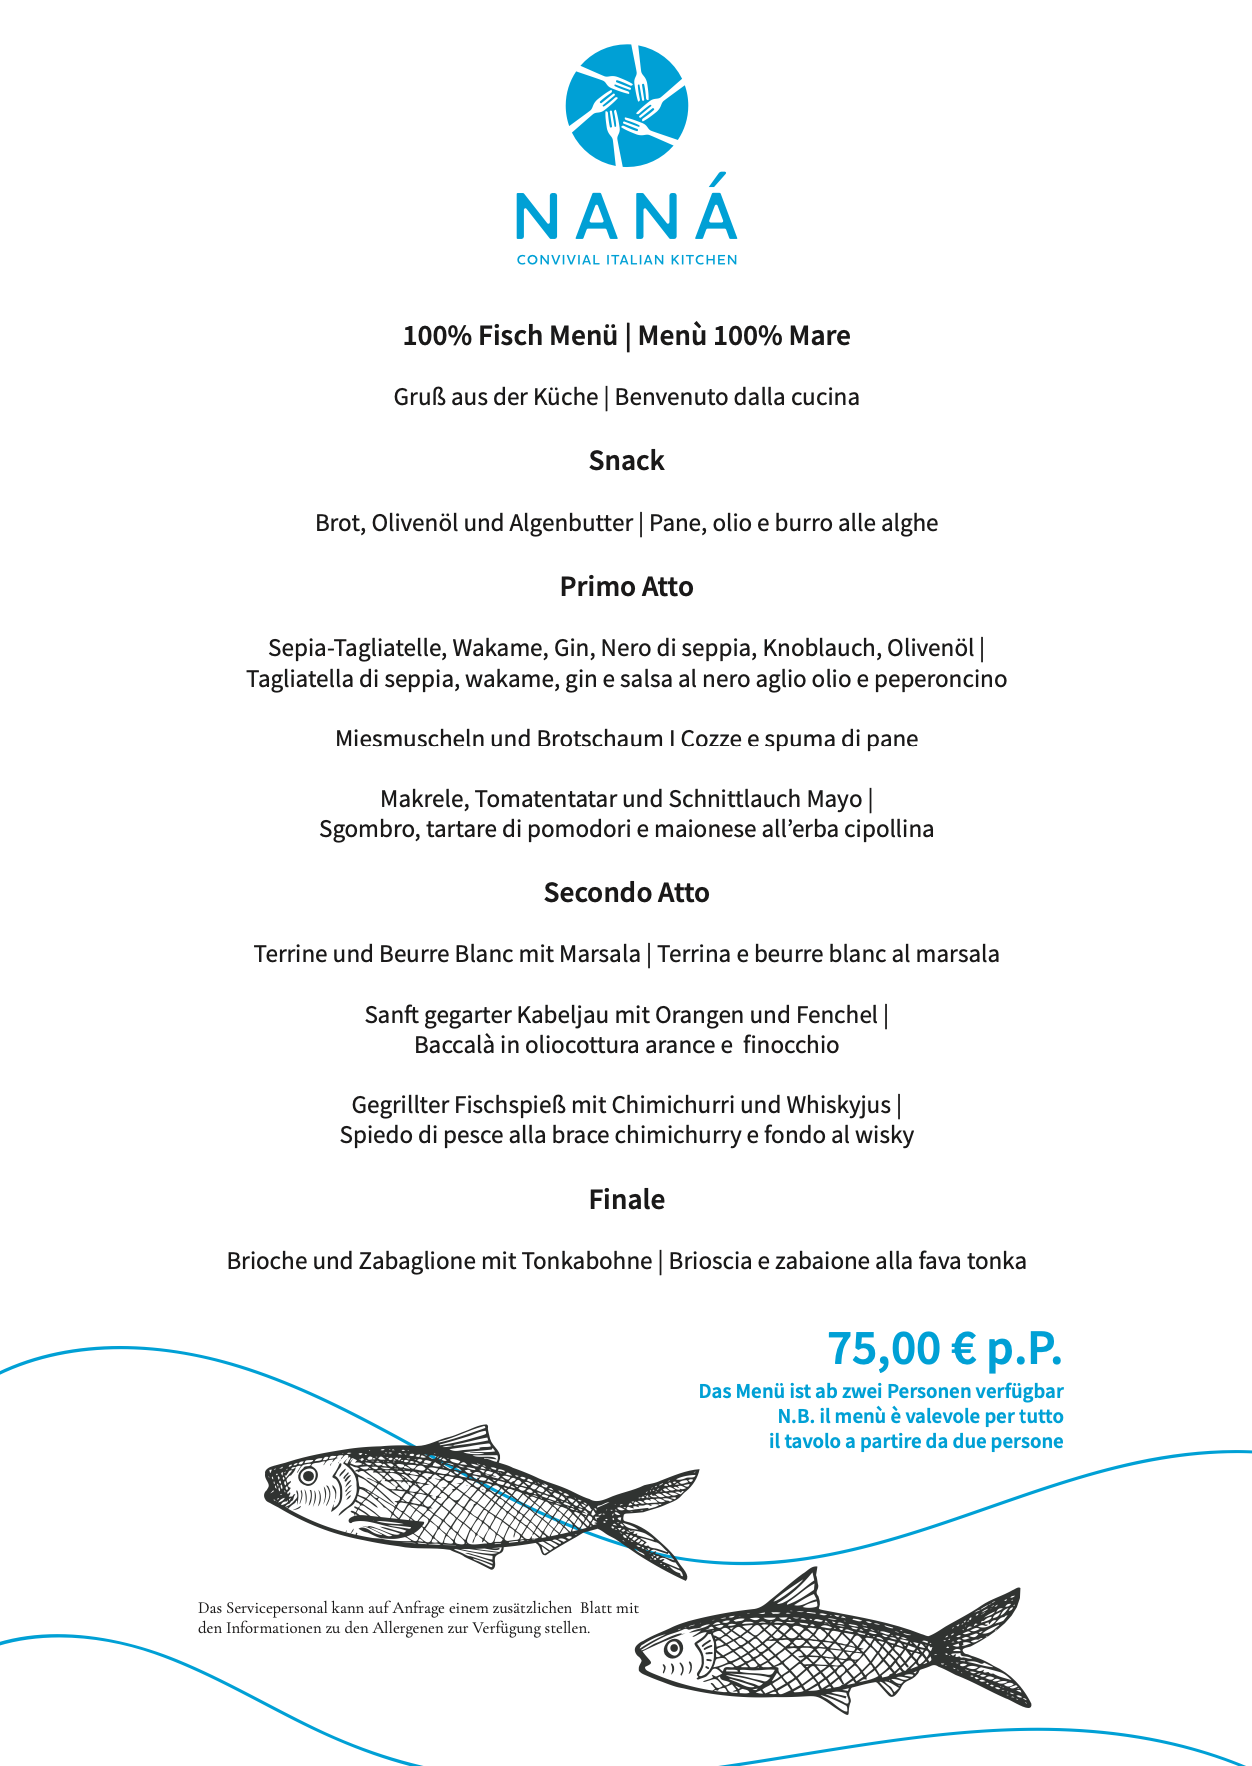 NANÁ
CONVIVIAL ITALIAN KITCHEN
100% Fisch Menü | Menù 100% Mare
Gruß aus der Küche | Benvenuto dalla cucina
Snack
Brot, Olivenöl und Algenbutter | Pane, olio e burro alle alghe
Primo Atto
Sepia-Tagliatelle, Wakame, Gin, Nero di seppia, Knoblauch, Olivenöl |
Tagliatella di seppia, wakame, gin e salsa al nero aglio olio e peperoncino
Miesmuscheln und Brotschaum I Cozze e spuma di pane
Makrele, Tomatentatar und Schnittlauch Mayo |
Sgombro, tartare di pomodori e maionese all’erba cipollina
Secondo Atto
Terrine und Beurre Blanc mit Marsala | Terrina e beurre blanc al marsala
Sanft gegarter Kabeljau mit Orangen und Fenchel |
Baccalà in oliocottura arance e  finocchio
Gegrillter Fischspieß mit Chimichurri und Whiskyjus |
Spiedo di pesce alla brace chimichurry e fondo al wisky
Finale
Brioche und Zabaglione mit Tonkabohne | Brioscia e zabaione alla fava tonka
75,00 € p.P.
Das Menü ist ab zwei Personen verfügbar
N.B. il menù è valevole per tutto
il tavolo a partire da due persone
Das Servicepersonal kann auf Anfrage einem zusätzlichen  Blatt mit
den Informationen zu den Allergenen zur Verfügung stellen.